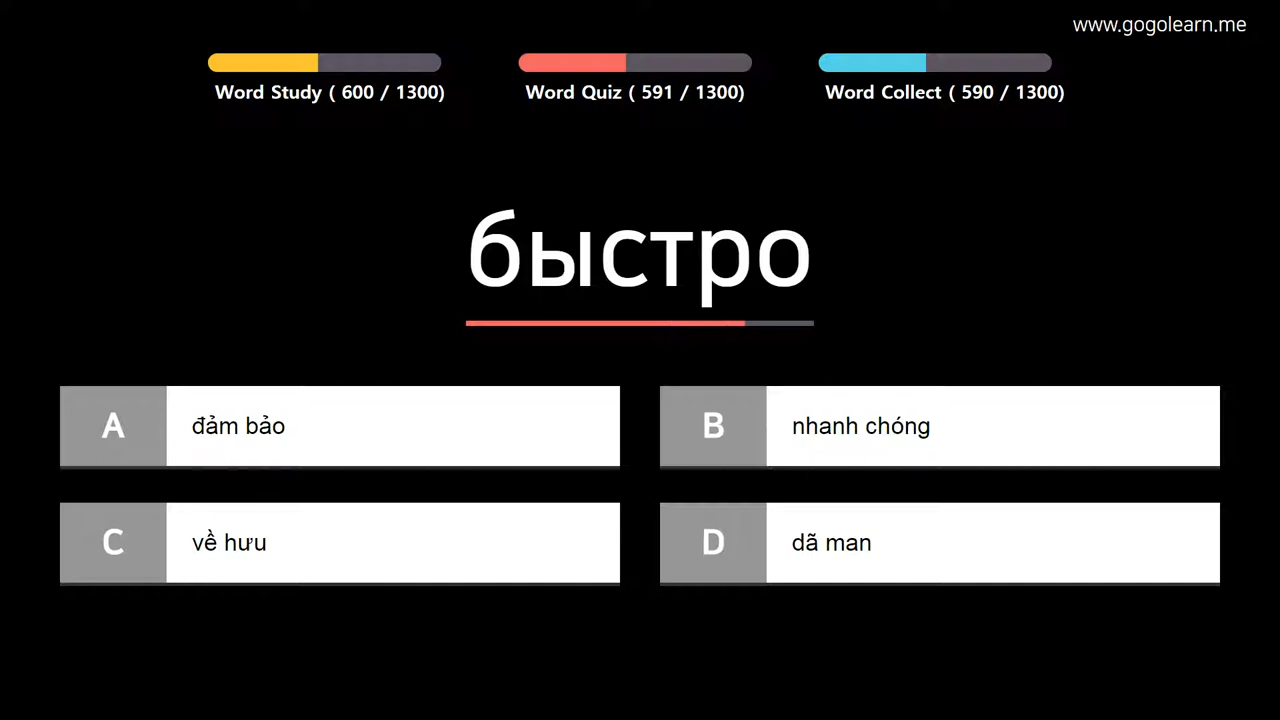 www.gogolearn.me
Word Study ( 600 / 1300)
Word Quiz ( 591 / 1300)
Word Collect ( 590 / 1300)
быстро
A đảm bảo
B nhanh chóng
C về hưu
D dã man